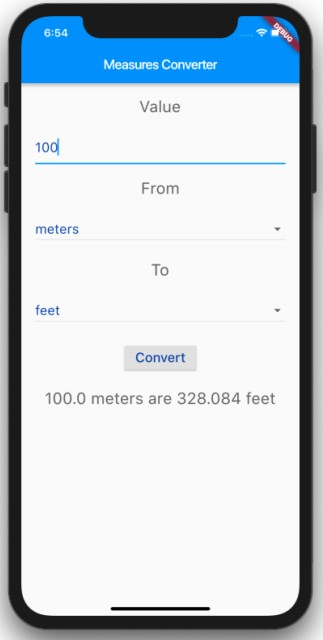 6:54
DEBUG
Measures Converter
Value
100
From
meters
To
feet
Convert
100.0 meters are 328.084 feet